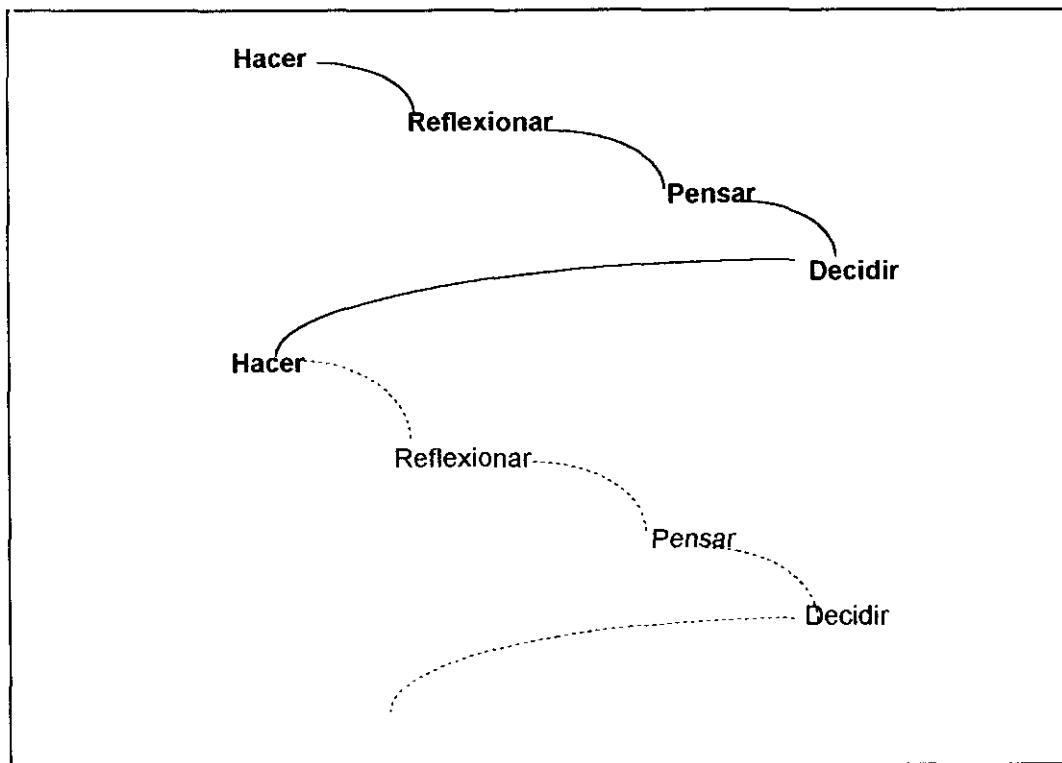 Hacer
Reflexionar
Pensar
Decidir
Hacer
Reflexionar
Pensar
Decidir